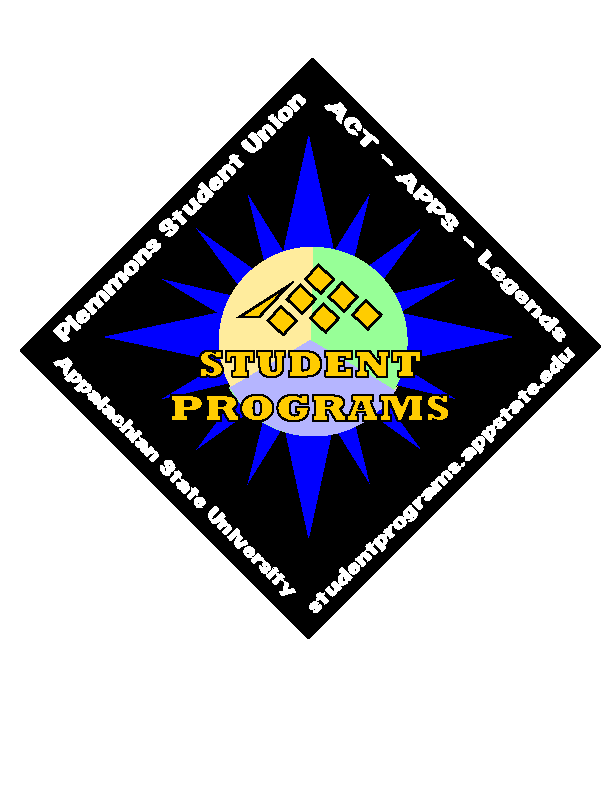 Plemmons Student Union
ACT - APPS - Legends
STUDENT
PROGRAMS
Appalachian State University
studentprograms.appstate.edu